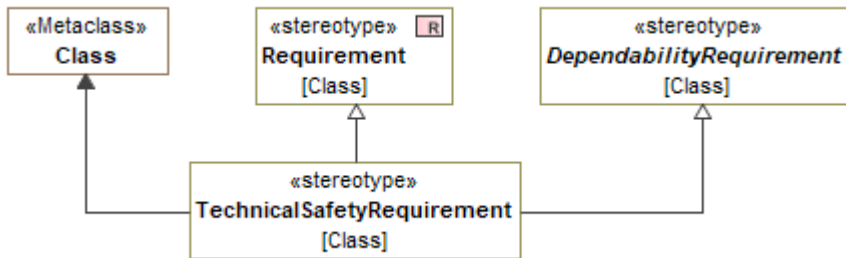 «Metaclass»
Class
«stereotype»
R
Requirement
[Class]
«stereotype»
DependabilityRequirement
[Class]
«stereotype»
TechnicalSafetyRequirement
[Class]